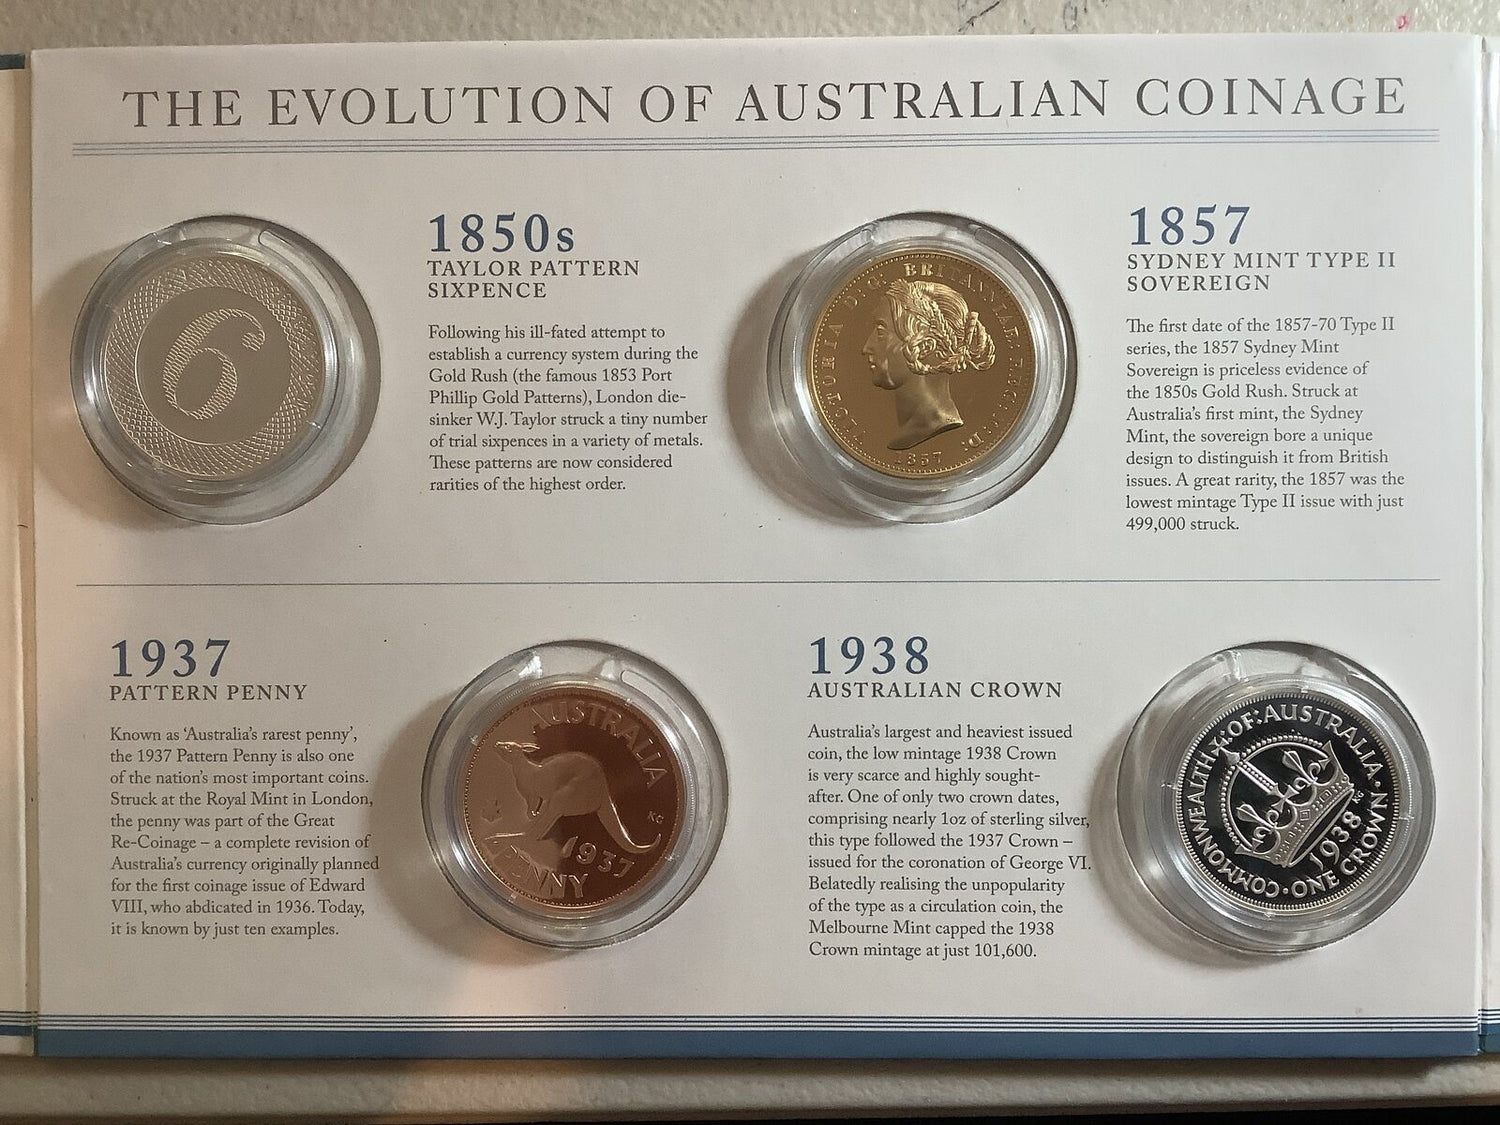 THE EVOLUTION OF AUSTRALIAN COINAGE
6
1850s
TAYLOR PATTERN
SIXPENCE
Following his ill-fated attempt to
establish a currency system during the
Gold Rush (the famous 1853 Port
Phillip Gold Patterns), London die-
sinker W.J. Taylor struck a tiny number
of trial sixpences in a variety of metals.
These patterns are now considered
rarities of the highest order.
VICTORIA D:G: BRITANNIAR: REG: F:D:
1857
1857
SYDNEY MINT TYPE II
SOVEREIGN
The first date of the 1857-70 Type II
series, the 1857 Sydney Mint
Sovereign is priceless evidence of
the 1850s Gold Rush. Struck at
Australia's first mint, the Sydney
Mint, the sovereign bore a unique
design to distinguish it from British
issues. A great rarity, the 1857 was the
lowest mintage Type II issue with just
499,000 struck.
1937
PATTERN PENNY
Known as ‘Australia's rarest penny’,
the 1937 Pattern Penny is also one
of the nation's most important coins.
Struck at the Royal Mint in London,
the penny was part of the Great
Re-Coinage – a complete revision of
Australia's currency originally planned
for the first coinage issue of Edward
VIII, who abdicated in 1936. Today,
it is known by just ten examples.
AUSTRALIA
KG
1937
PENNY
1938
AUSTRALIAN CROWN
Australia's largest and heaviest issued
coin, the low mintage 1938 Crown
is very scarce and highly sought-
after. One of only two crown dates,
comprising nearly 1oz of sterling silver,
this type followed the 1937 Crown –
issued for the coronation of George VI.
Belatedly realising the unpopularity
of the type as a circulation coin, the
Melbourne Mint capped the 1938
Crown mintage at just 101,600.
COMMONWEALTH:OF:AUSTRALIA·
KG
1938
·ONE CROWN·